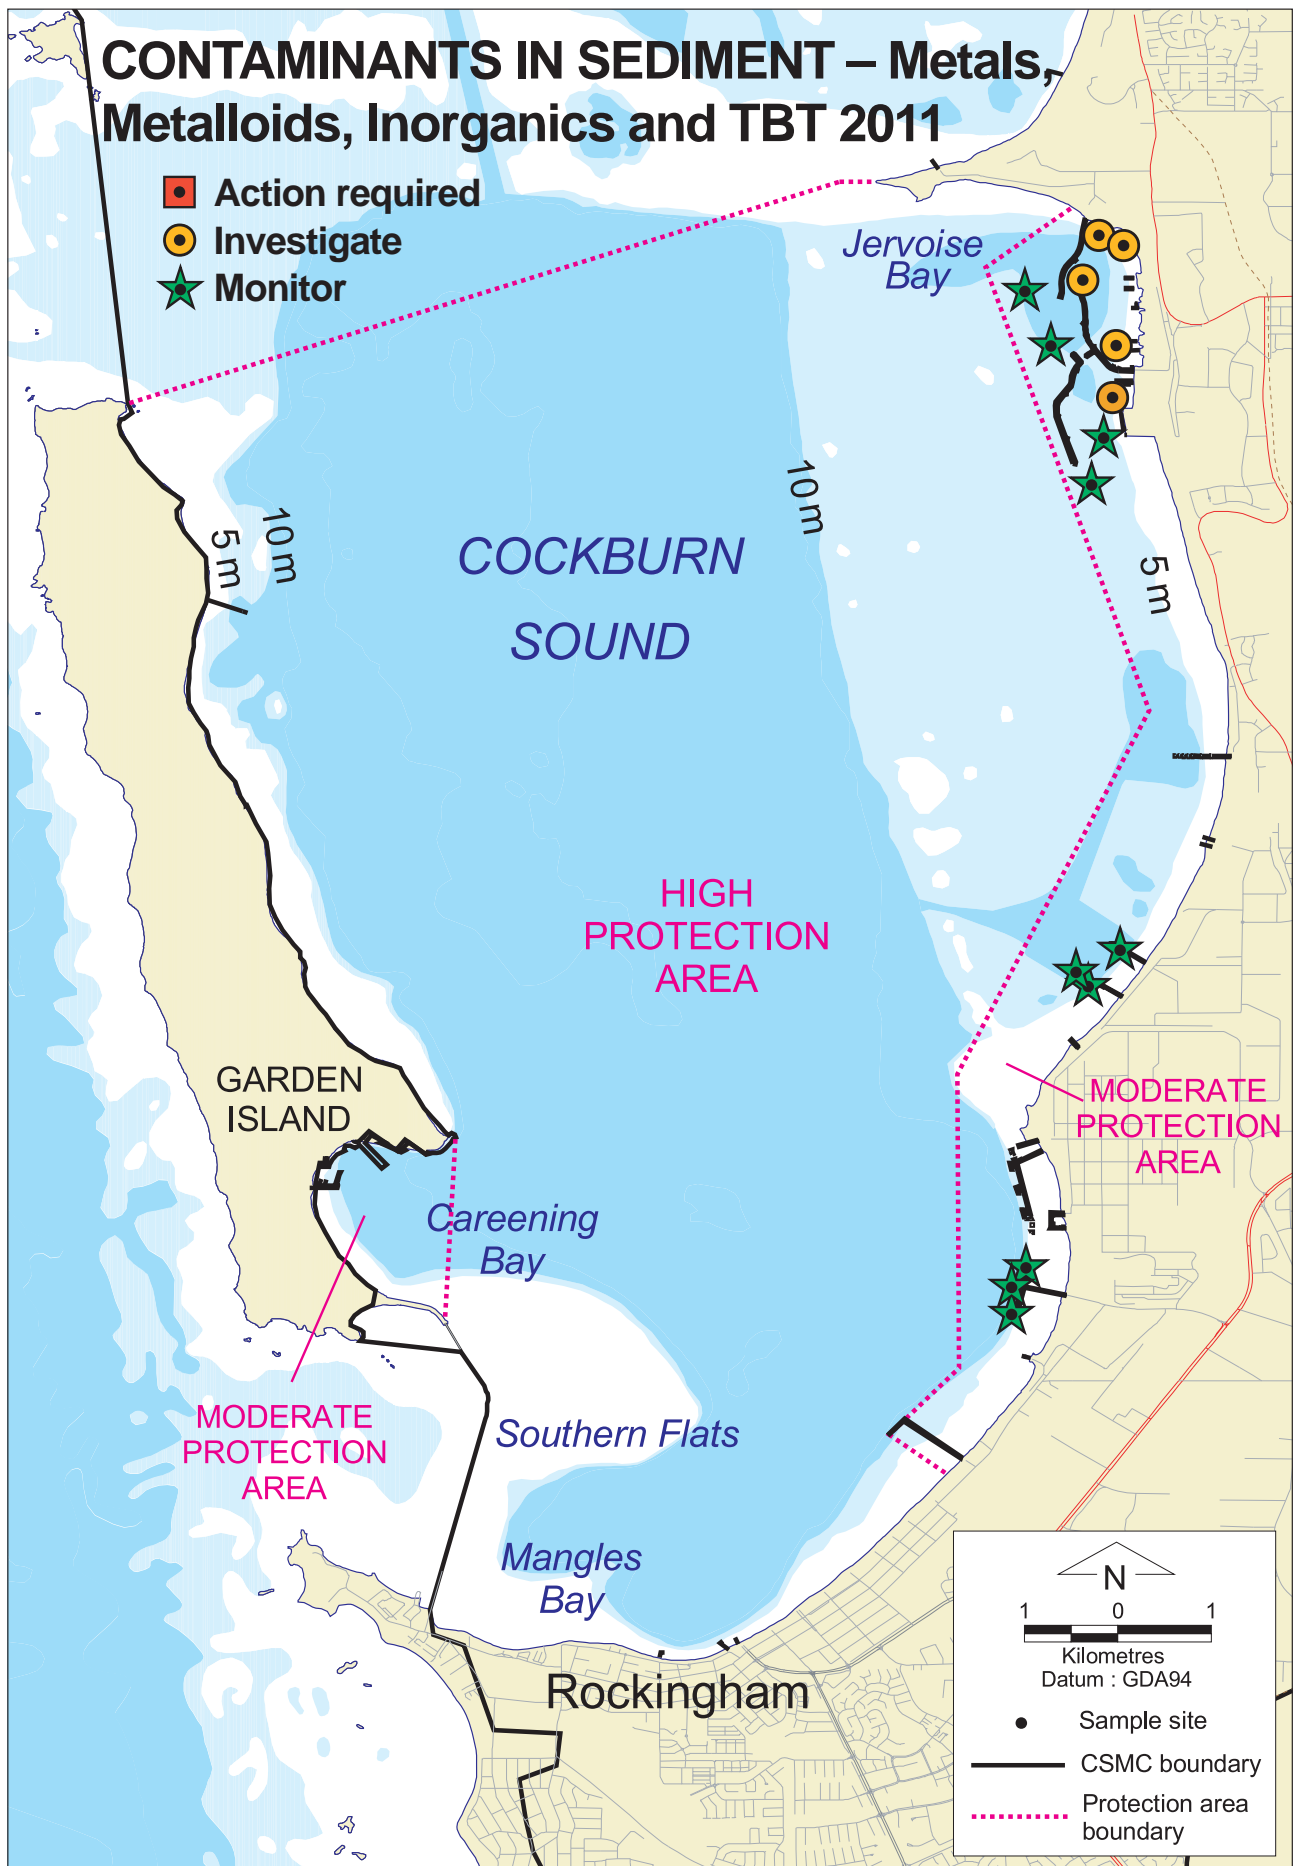 CONTAMINANTS IN SEDIMENT – Metals,
Metalloids, Inorganics and TBT 2011
Action required
Investigate
Monitor
Jervoise
Bay
10 m
5 m
10 m
5 m
COCKBURN
SOUND
HIGH
PROTECTION
AREA
GARDEN
ISLAND
MODERATE
PROTECTION
AREA
Careening
Bay
MODERATE
PROTECTION
AREA
Southern Flats
Mangles
Bay
Rockingham
N
1 0 1
Kilometres
Datum : GDA94
Sample site
CSMC boundary
Protection area
boundary